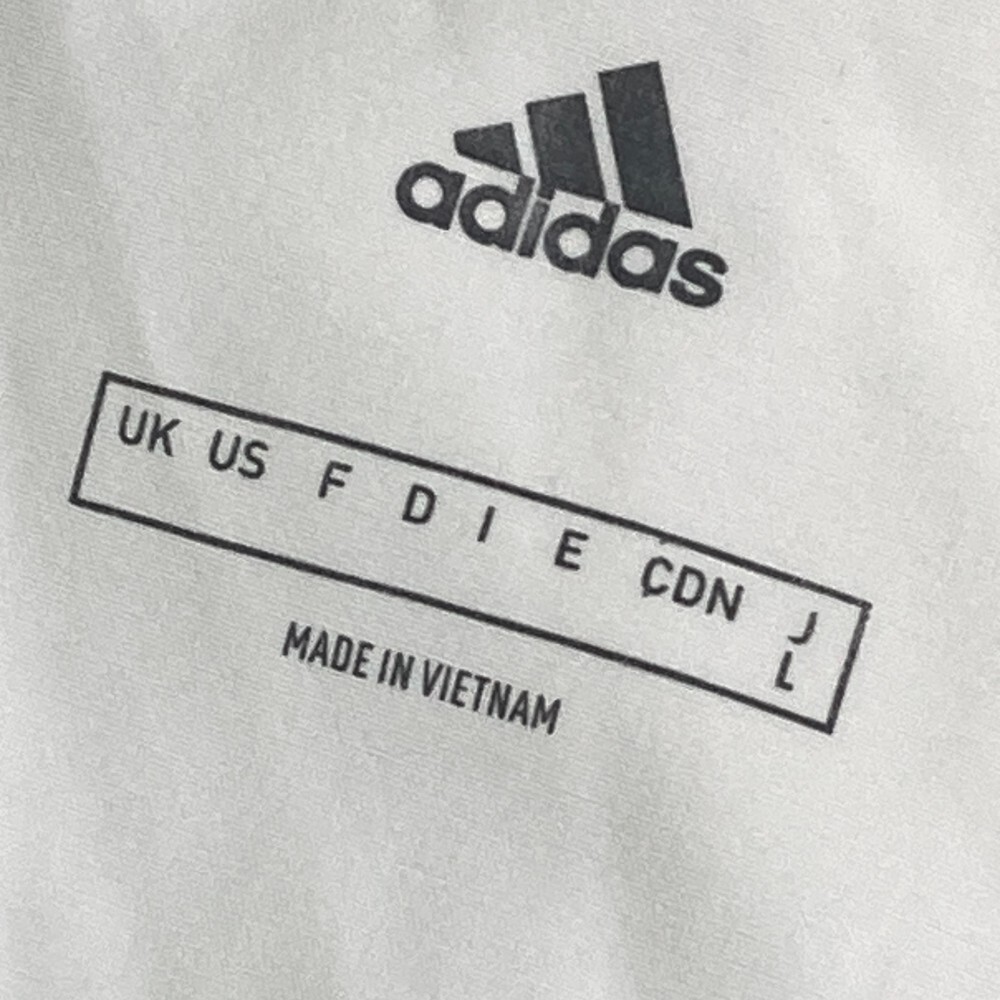 adidas
UK US F D I E CDN J
L
MADE IN VIETNAM